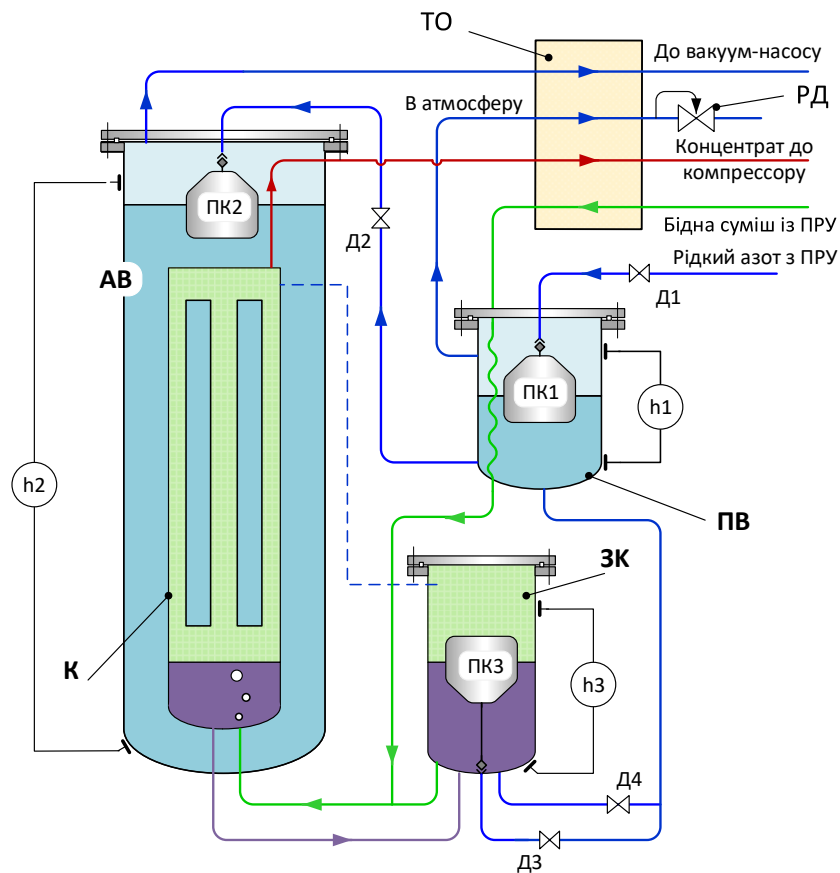 ТО
До вакуум-насосу
В атмосферу
РД
Концентрат до
компрессору
ПК2
Д2
Бідна суміш із ПРУ
Рідкий азот з ПРУ
АВ
Д1
ПК1
h1
h2
ПВ
ЗК
К
ПК3
h3
Д4
Д3